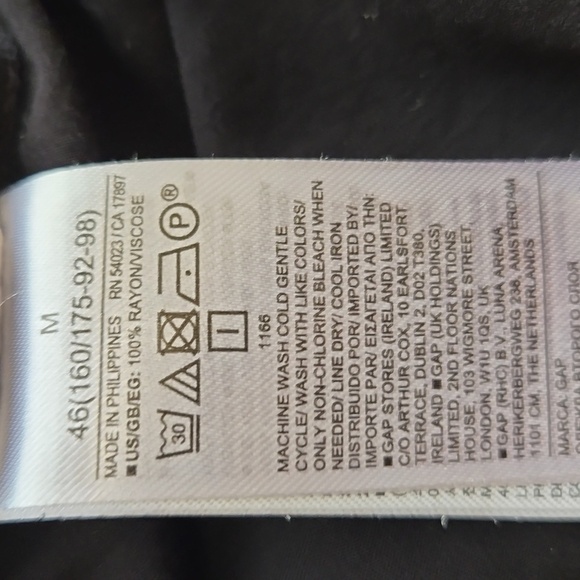 M
46(160/175-92-98)
MADE IN PHILIPPINES RN 54023 / CA 17897
■US/GB/EG: 100% RAYON/VISCOSE
30 P®
I
1166
MACHINE WASH COLD GENTLE
CYCLE/ WASH WITH LIKE COLORS/
ONLY NON-CHLORINE BLEACH WHEN
NEEDED/ LINE DRY/ COOL IRON
DISTRIBUIDO POR/ IMPORTED BY/
IMPORTE PAR/ ΕΙΣΑΓΕΤΑΙ ΑΠΟ ΤΗΝ:
■GAP STORES (IRELAND) LIMITED
C/O ARTHUR COX, 10 EARLSFORT
TERRACE, DUBLIN 2, D02 T380,
IRELAND ■GAP (UK HOLDINGS)
LIMITED, 2ND FLOOR NATIONS
HOUSE, 103 WIGMORE STREET,
LONDON, W1U 1QS, UK
■GAP (RHC) B.V., LUNA ARENA,
HERIKERBERGWEG 238, AMSTERDAM
1101 CM, THE NETHERLANDS
MARCA: GAP